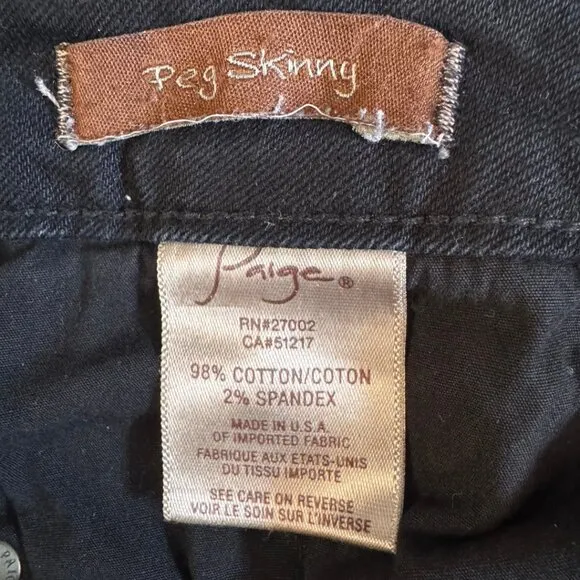 Peg Skinny
Paige®
RN#27002
CA#51217
98% COTTON/COTON
2% SPANDEX
MADE IN U.S.A.
OF IMPORTED FABRIC
FABRIQUE AUX ETATS-UNIS
DU TISSU IMPORTE
SEE CARE ON REVERSE
VOIR LE SOIN SUR L'INVERSE